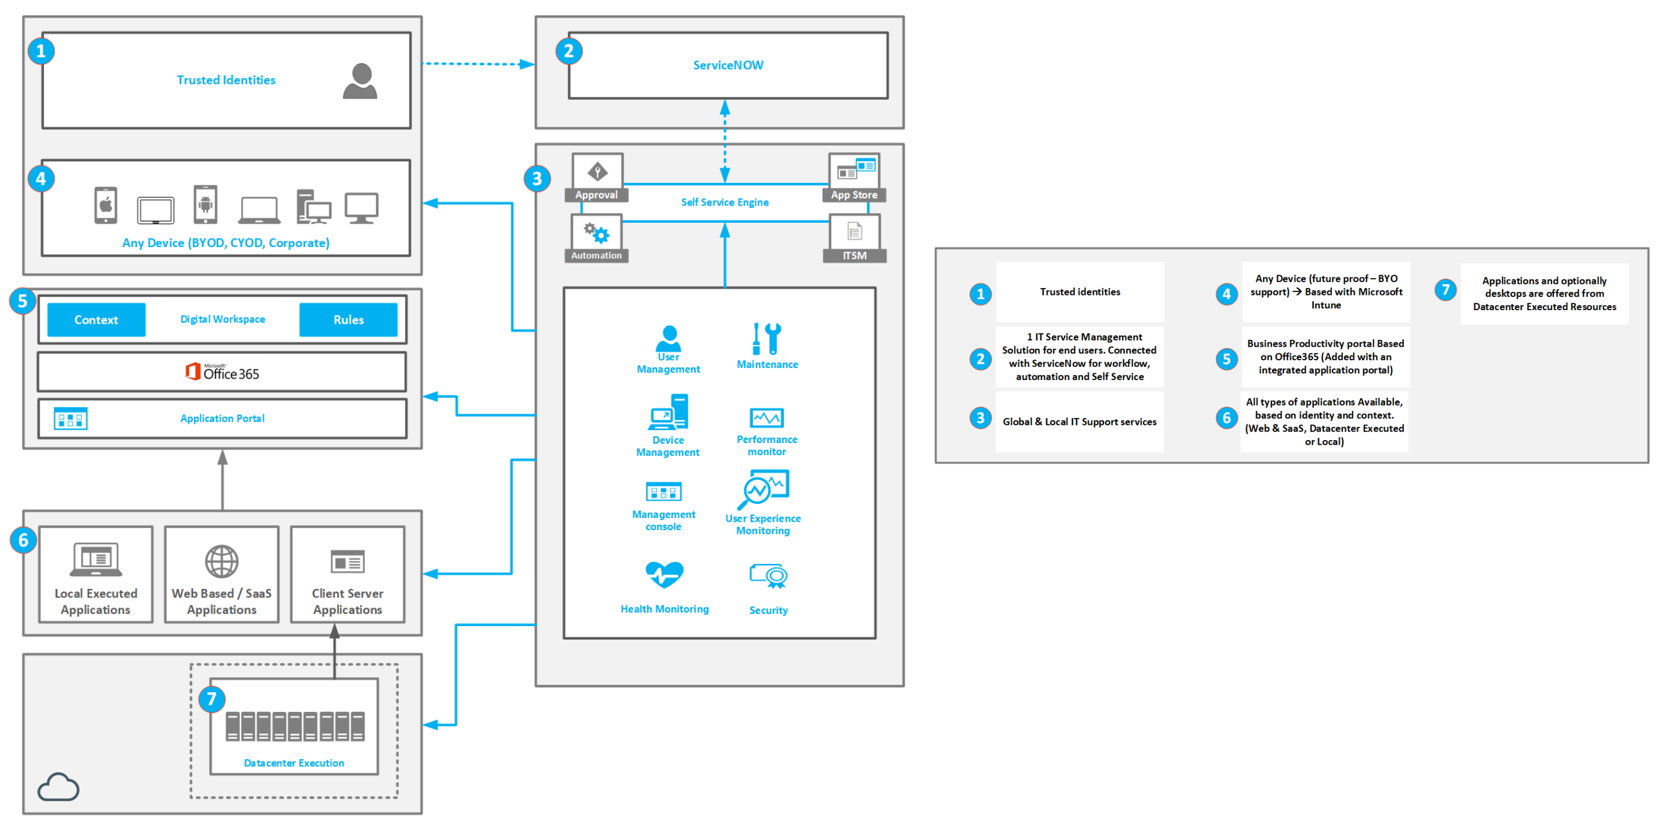 1
Trusted Identities
4
Any Device (BYOD, CYOD, Corporate)
2
ServiceNOW
3
Approval
App Store
Self Service Engine
Automation
ITSM
User
Management
Maintenance
Device
Management
Performance
monitor
Management
console
User Experience
Monitoring
Health Monitoring
Security
5
Context
Digital Workspace
Rules
Microsoft
Office 365
Application Portal
6
Local Executed
Applications
Web Based / SaaS
Applications
Client Server
Applications
7
Datacenter Execution
1
Trusted identities
2
1 IT Service Management
Solution for end users. Connected
with ServiceNow for workflow,
automation and Self Service
3
Global & Local IT Support services
4
Any Device (future proof – BYO
support) → Based with Microsoft
Intune
5
Business Productivity portal Based
on Office365 (Added with an
integrated application portal)
6
All types of applications Available,
based on identity and context.
(Web & SaaS, Datacenter Executed
or Local)
7
Applications and optionally
desktops are offered from
Datacenter Executed Resources